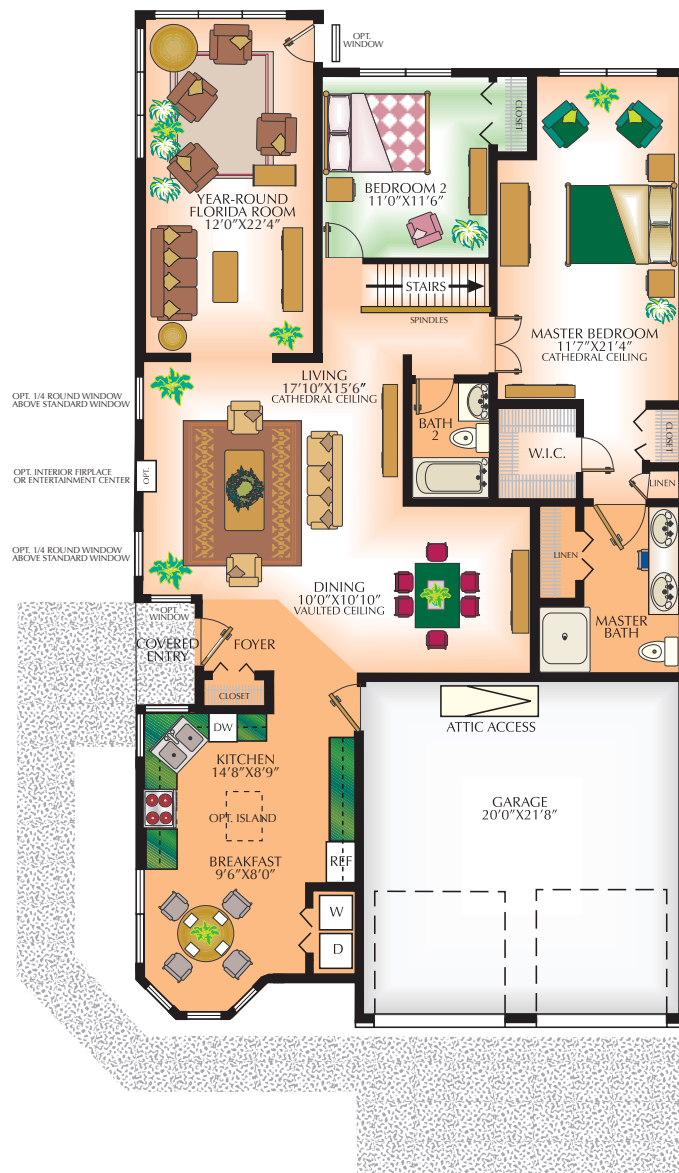 OPT.
WINDOW
CLOSET
YEAR-ROUND
FLORIDA ROOM
12'0"X22'4"
BEDROOM 2
11'0"X11'6"
STAIRS
SPINDLES
MASTER BEDROOM
11'7"X21'4"
CATHEDRAL CEILING
LIVING
17'10"X15'6"
CATHEDRAL CEILING
OPT. 1/4 ROUND WINDOW
ABOVE STANDARD WINDOW
BATH
2
W.I.C.
CLOSET
OPT. INTERIOR FIRPLACE
OR ENTERTAINMENT CENTER
OPT.
LINEN
OPT. 1/4 ROUND WINDOW
ABOVE STANDARD WINDOW
LINEN
DINING
10'0"X10'10"
VAULTED CEILING
OPT.
WINDOW
COVERED
ENTRY
FOYER
MASTER
BATH
CLOSET
DW
ATTIC ACCESS
KITCHEN
14'8"X8'9"
OPT. ISLAND
GARAGE
20'0"X21'8"
BREAKFAST
9'6"X8'0"
REF
W
D